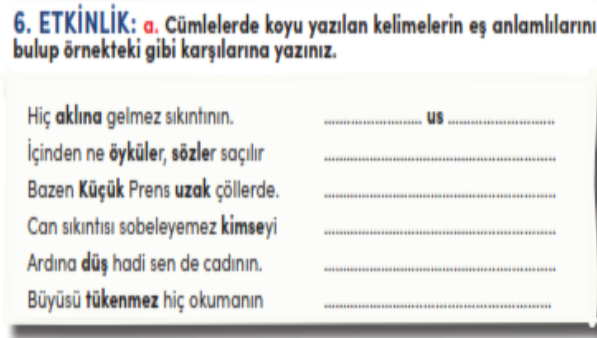 6. ETKİNLİK: a. Cümlelerde koyu yazılan kelimelerin eş anlamlılarını
bulup örnekteki gibi karşılarına yazınız.
Hiç aklına gelmez sıkıntının. ......................... us ...........................
İçinden ne öyküler, sözler saçılır ...........................................................
Bazen Küçük Prens uzak çöllerde. ...........................................................
Can sıkıntısı sobeleyemez kimseyi ...........................................................
Ardına düş hadi sen de cadının. ...........................................................
Büyüsü tükenmez hiç okumanın ..........................................................